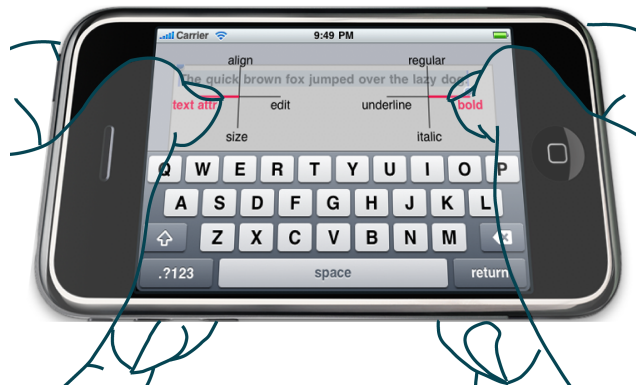 Carrier 9:49 PM
align regular
The quick brown fox jumped over the lazy dog.
text attr edit underline bold
size italic
Q W E R T Y U I O P
A S D F G H J K L
Z X C V B N M
.?123 space return